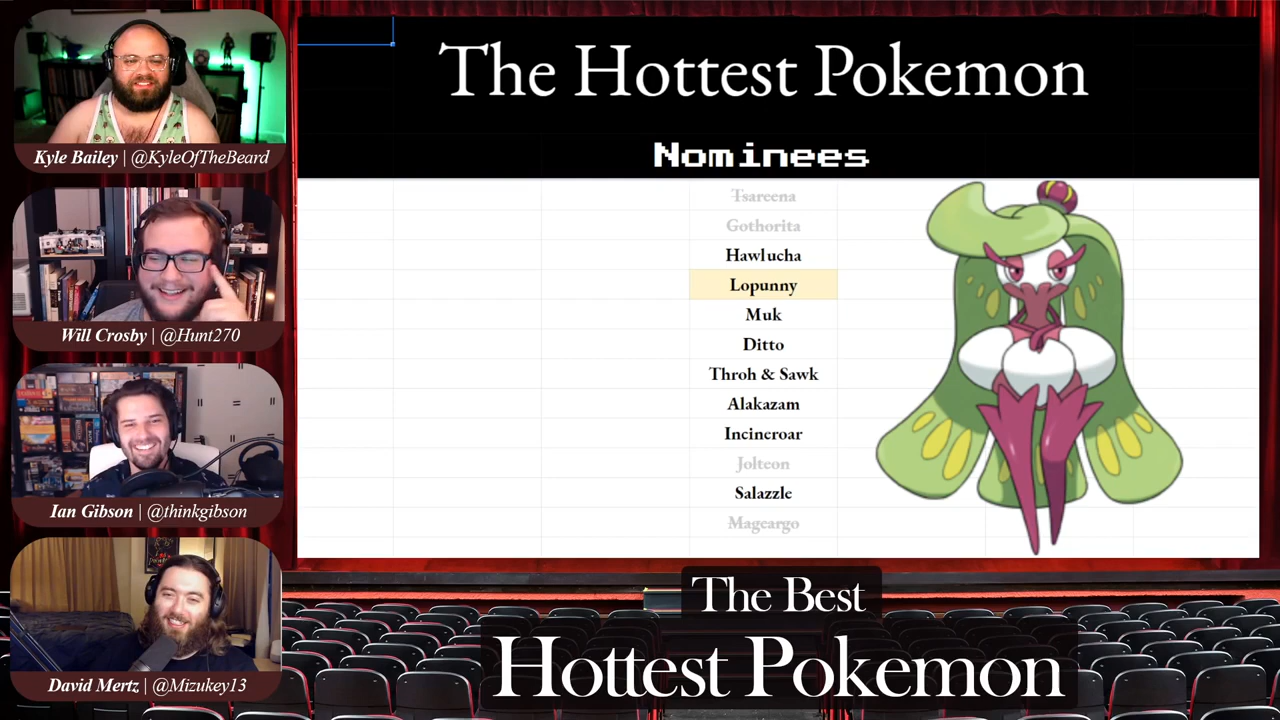 Kyle Bailey | @KyleOfTheBeard
Will Crosby | @Hunt270
Ian Gibson | @thinkgibson
David Mertz | @Mizukey13
The Hottest Pokemon
Nominees
Tsareena
Gothorita
Hawlucha
Lopunny
Muk
Ditto
Throh & Sawk
Alakazam
Incineroar
Jolteon
Salazzle
Mageargo
The Best
Hottest Pokemon